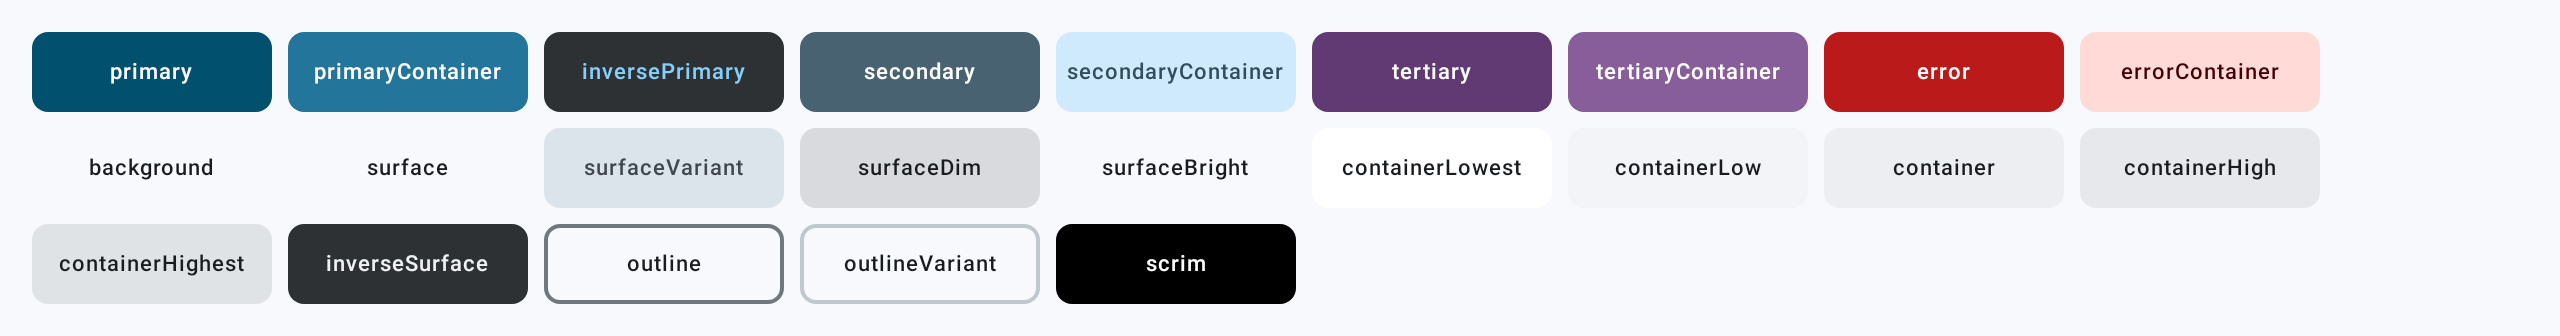 primary primaryContainer inversePrimary secondary secondaryContainer tertiary tertiaryContainer error errorContainer
background surface surfaceVariant surfaceDim surfaceBright containerLowest containerLow container containerHigh
containerHighest inverseSurface outline outlineVariant scrim